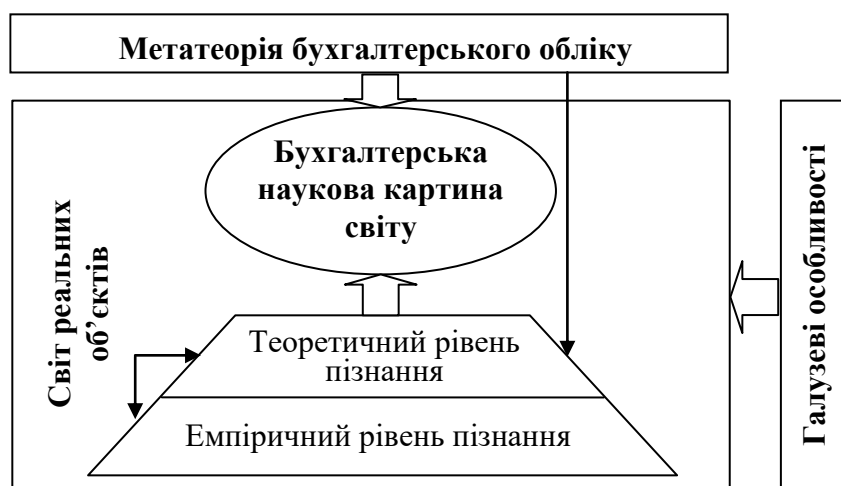 Метатеорія бухгалтерського обліку
Бухгалтерська
наукова картина
світу
Світ реальних
об’єктів
Теоретичний рівень
пізнання
Емпіричний рівень пізнання
Галузеві особливості